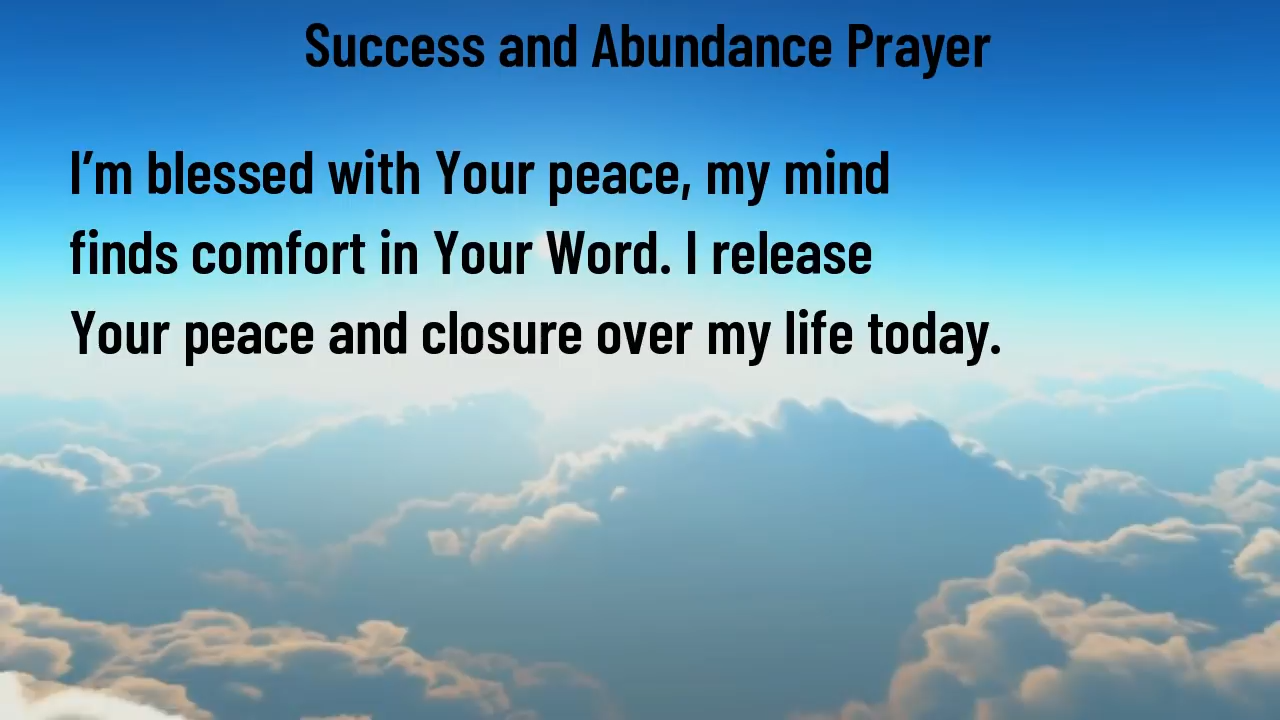 Success and Abundance Prayer
I’m blessed with Your peace, my mind
finds comfort in Your Word. I release
Your peace and closure over my life today.